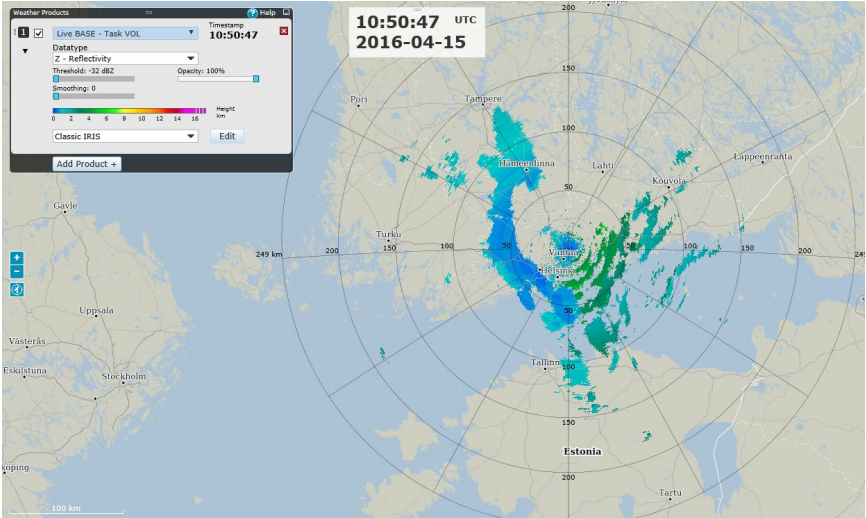 Weather Products
Help
1
Live BASE - Task VOL
Timestamp
10:50:47
Datatype
Z - Reflectivity
Threshold: -32 dBZ
Opacity: 100%
Smoothing: 0
0 2 4 6 8 10 12 14 16
Height
km
Classic IRIS
Edit
Add Product +
10:50:47 UTC
2016-04-15
200
150
Pori
Tampere
100
Hämeenlinna
Lahti
Lappeenranta
Kouvola
50
Gävle
Turku
249 km
200
150
100
50
Vantaa
50
100
150
200
249
Helsinki
50
Uppsala
Västerås
Tallinn
100
Eskilstuna
Stockholm
150
Estonia
köping
200
Tartu
100 km
+
−